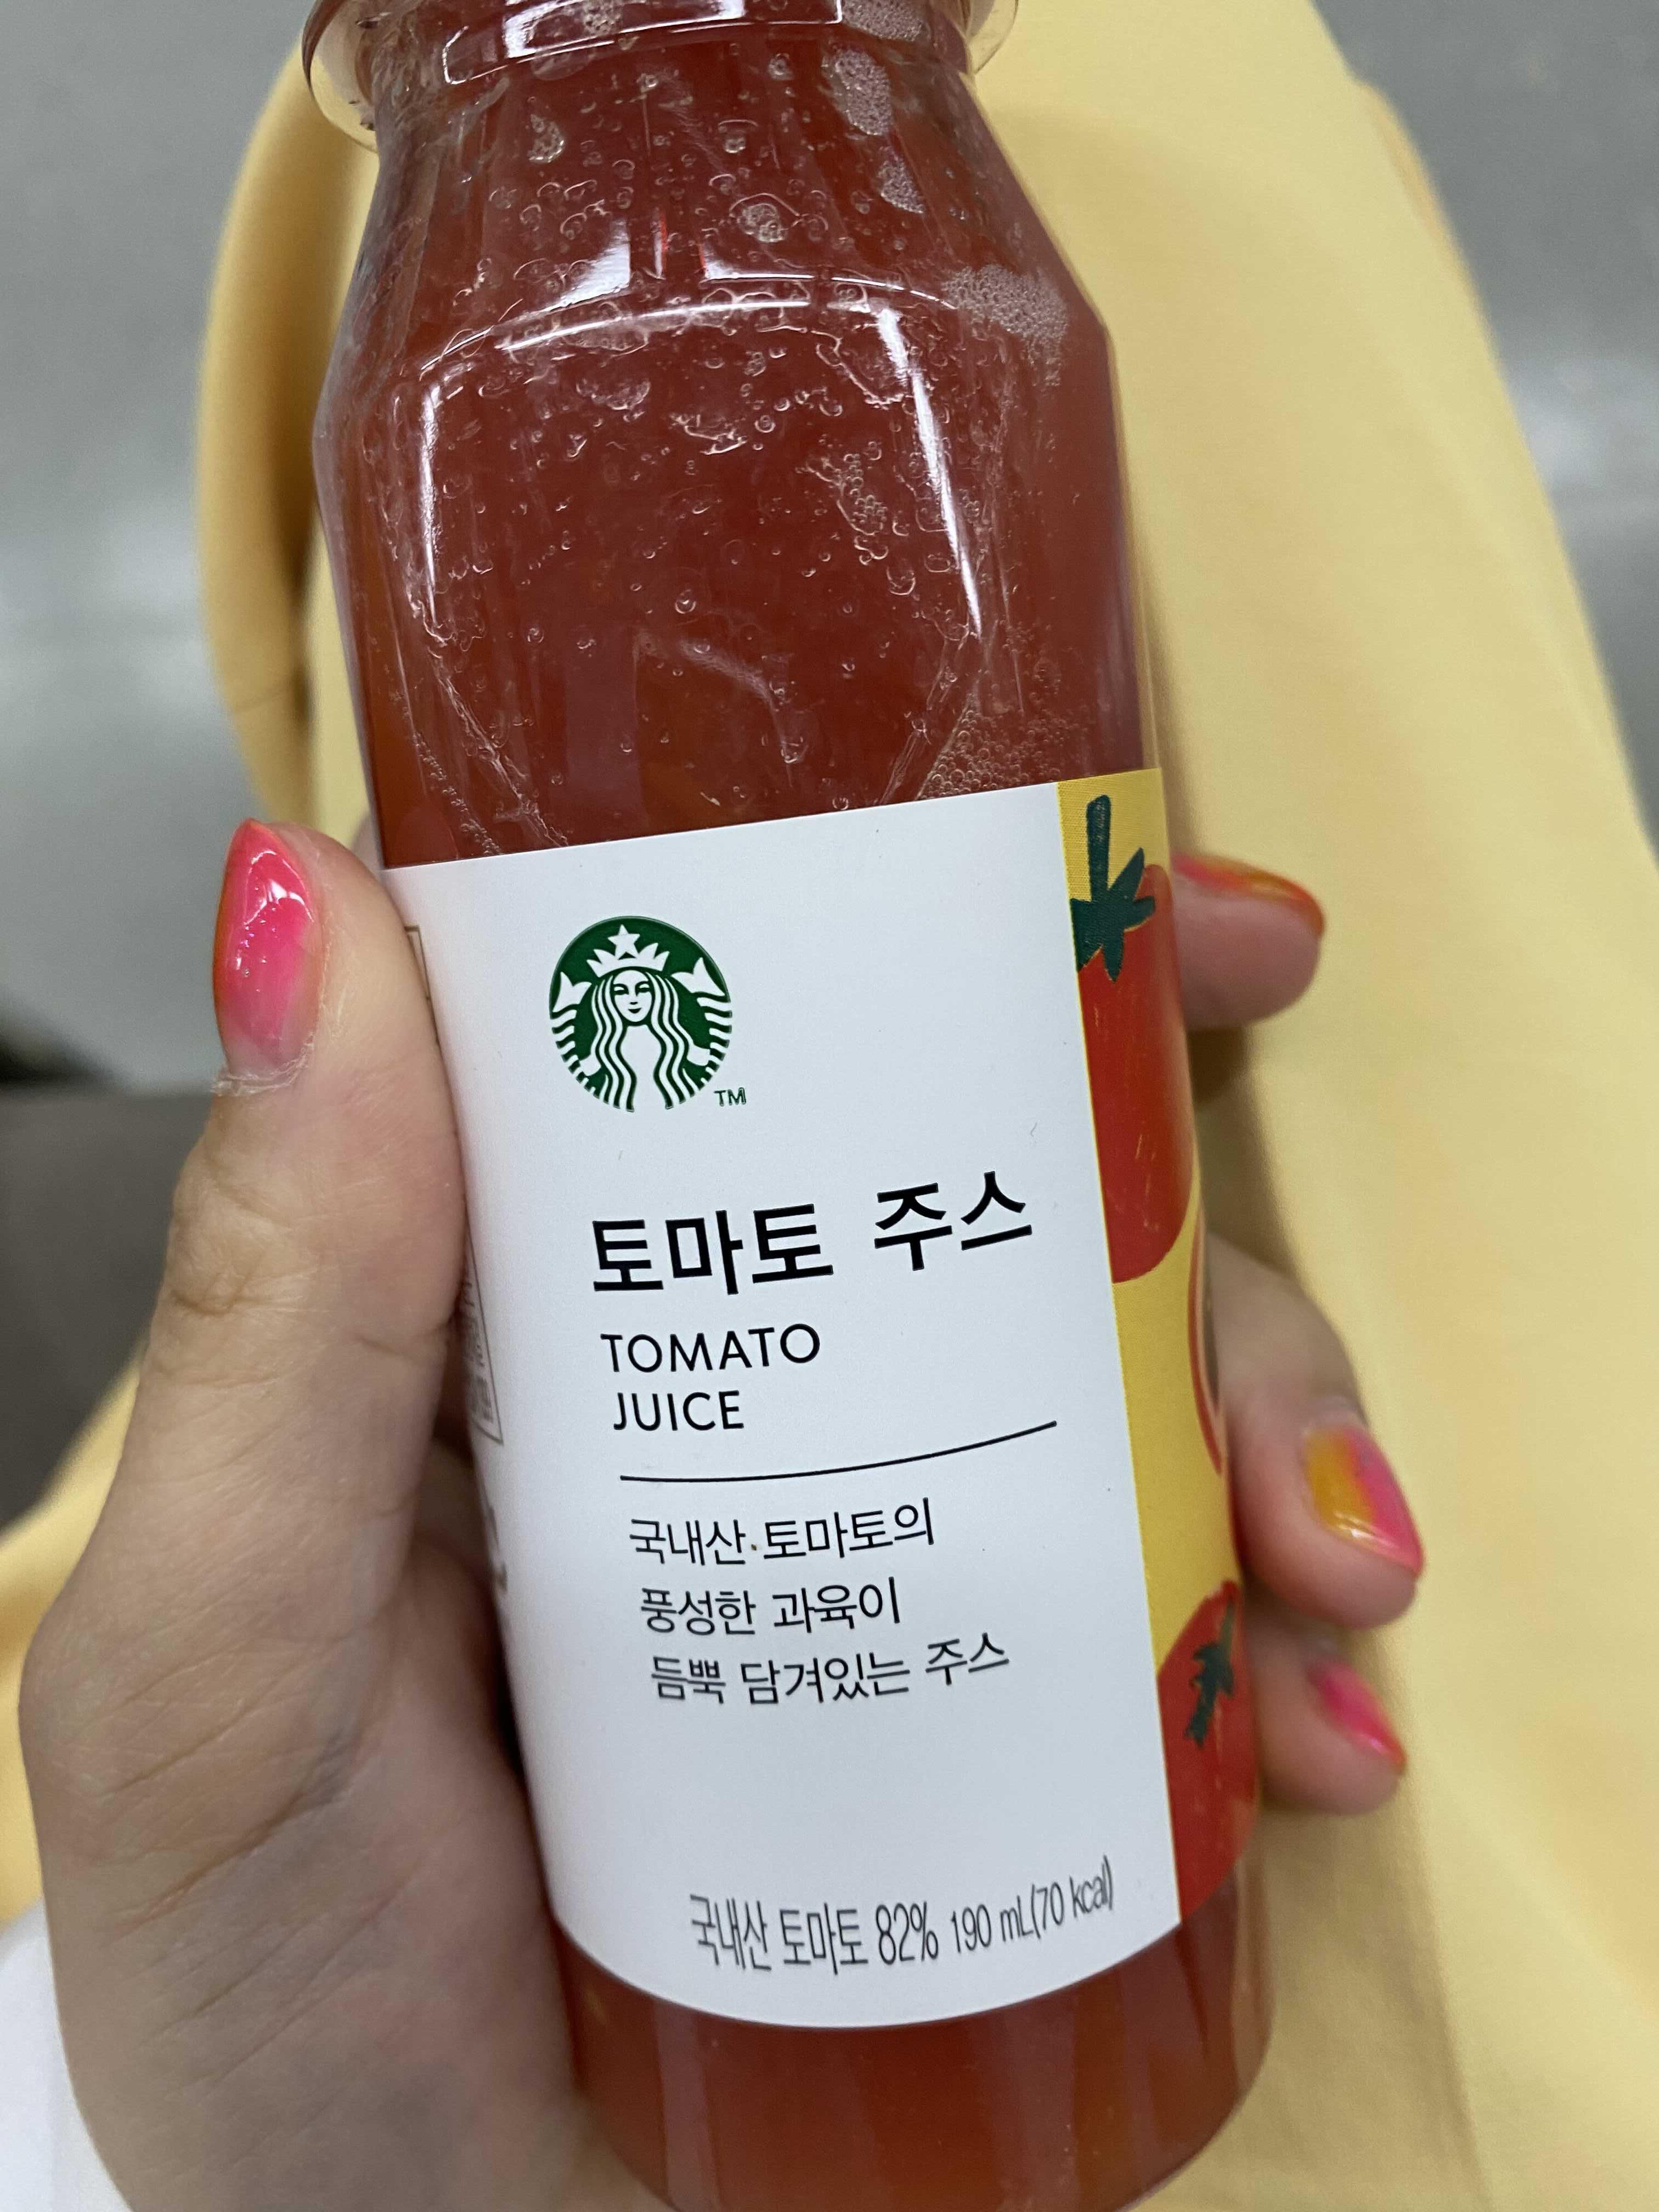 TM
토마토 주스
TOMATO
JUICE
국내산 토마토의
풍성한 과육이
듬뿍 담겨있는 주스
국내산 토마토 82% 190 mL(70 kcal)